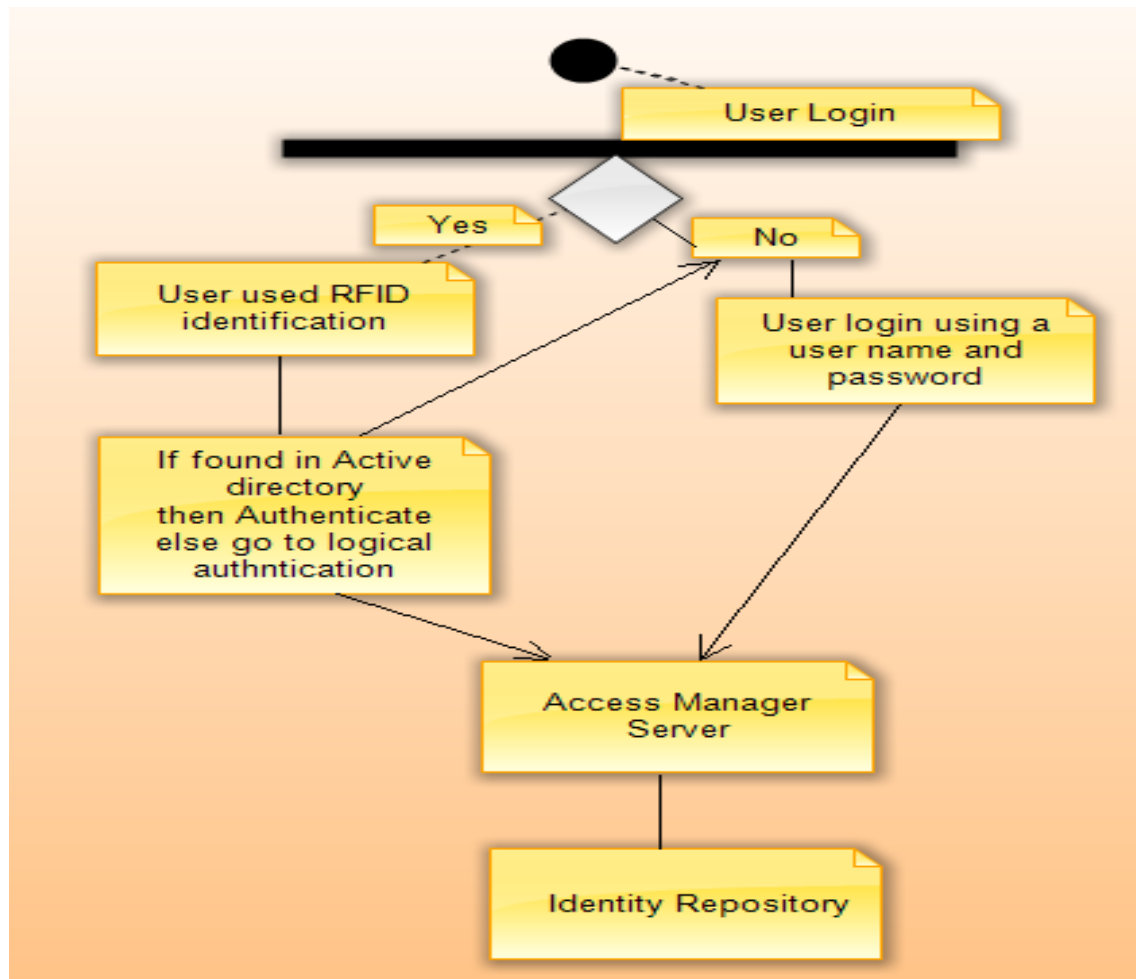 User Login
Yes
No
User used RFID
identification
User login using a
user name and
password
If found in Active
directory
then Authenticate
else go to logical
authntication
Access Manager
Server
Identity Repository